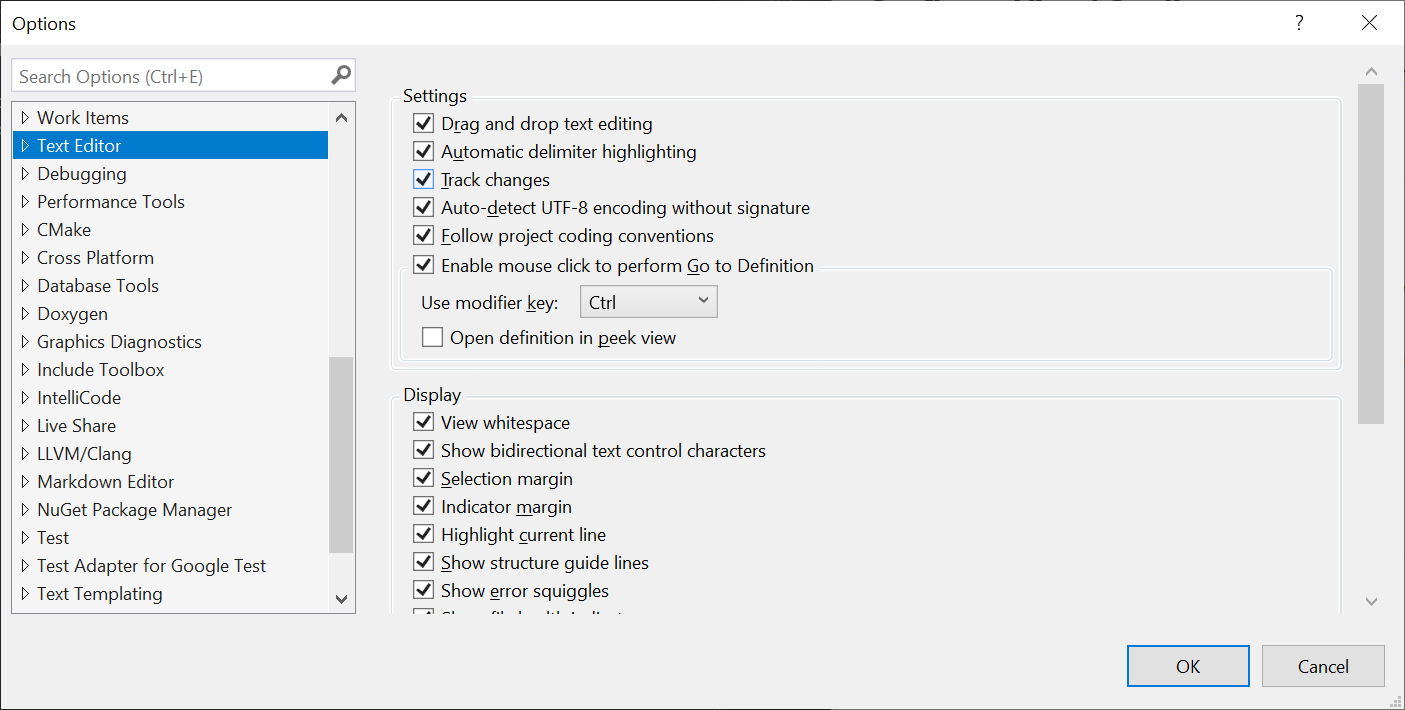 Options
?
Search Options (Ctrl+E)
Work Items
Text Editor
Debugging
Performance Tools
CMake
Cross Platform
Database Tools
Doxygen
Graphics Diagnostics
Include Toolbox
IntelliCode
Live Share
LLVM/Clang
Markdown Editor
NuGet Package Manager
Test
Test Adapter for Google Test
Text Templating
Settings
Drag and drop text editing
Automatic delimiter highlighting
Track changes
Auto-detect UTF-8 encoding without signature
Follow project coding conventions
Enable mouse click to perform Go to Definition
Use modifier key: Ctrl
Open definition in peek view
Display
View whitespace
Show bidirectional text control characters
Selection margin
Indicator margin
Highlight current line
Show structure guide lines
Show error squiggles
OK
Cancel